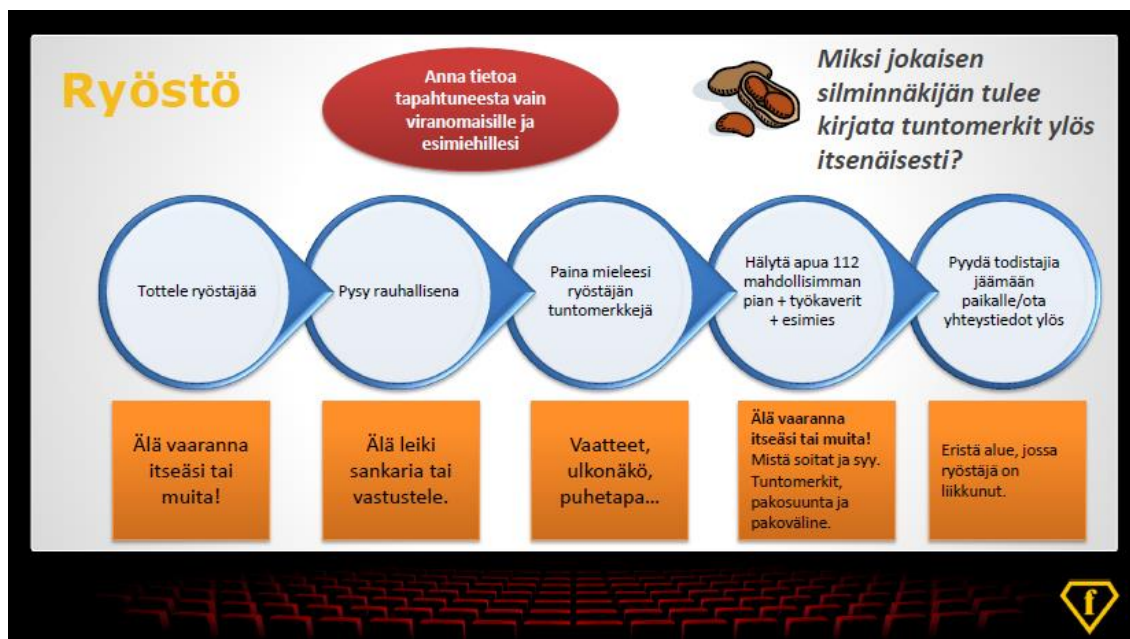 Ryöstö
Anna tietoa
tapahtuneesta vain
viranomaisille ja
esimiehillesi
Miksi jokaisen
silminnäkijän tulee
kirjata tuntomerkit ylös
itsenäisesti?
Tottele ryöstäjää
Pysy rauhallisena
Paina mieleesi
ryöstäjän
tuntomerkkejä
Hälytä apua 112
mahdollisimman
pian + työkaverit
+ esimies
Pyydä todistajia
jäämään
paikalle/ota
yhteystiedot ylös
Älä vaaranna
itseäsi tai
muita!
Älä leiki
sankaria tai
vastustele.
Vaatteet,
ulkonäkö,
puhetapa...
Älä vaaranna
itseäsi tai muita!
Mistä soitat ja syy.
Tuntomerkit,
pakosuunta ja
pakoväline.
Eristä alue, jossa
ryöstäjä on
liikkunut.
f